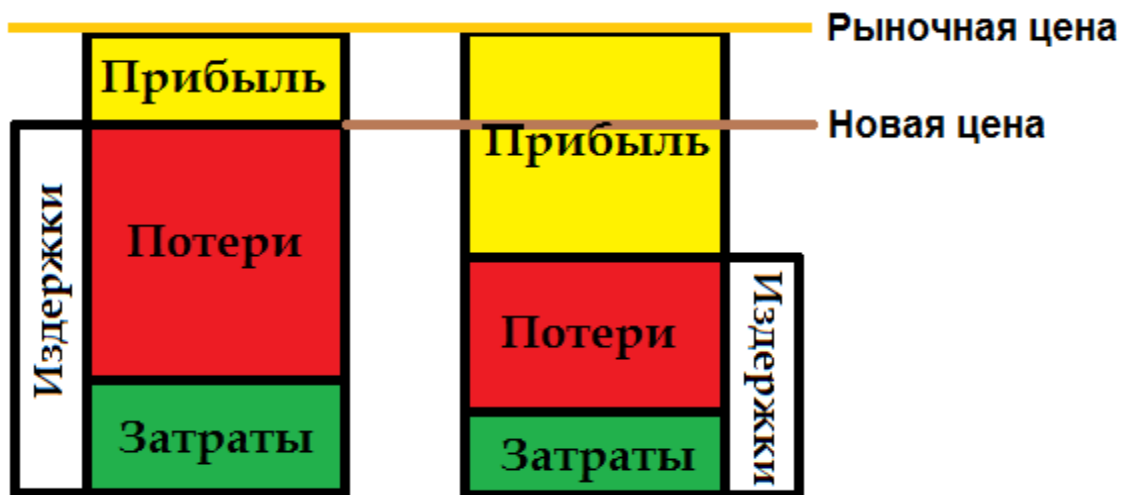 Рыночная цена
Прибыль
Новая цена
Прибыль
Издержки
Потери
Потери
Издержки
Затраты
Затраты